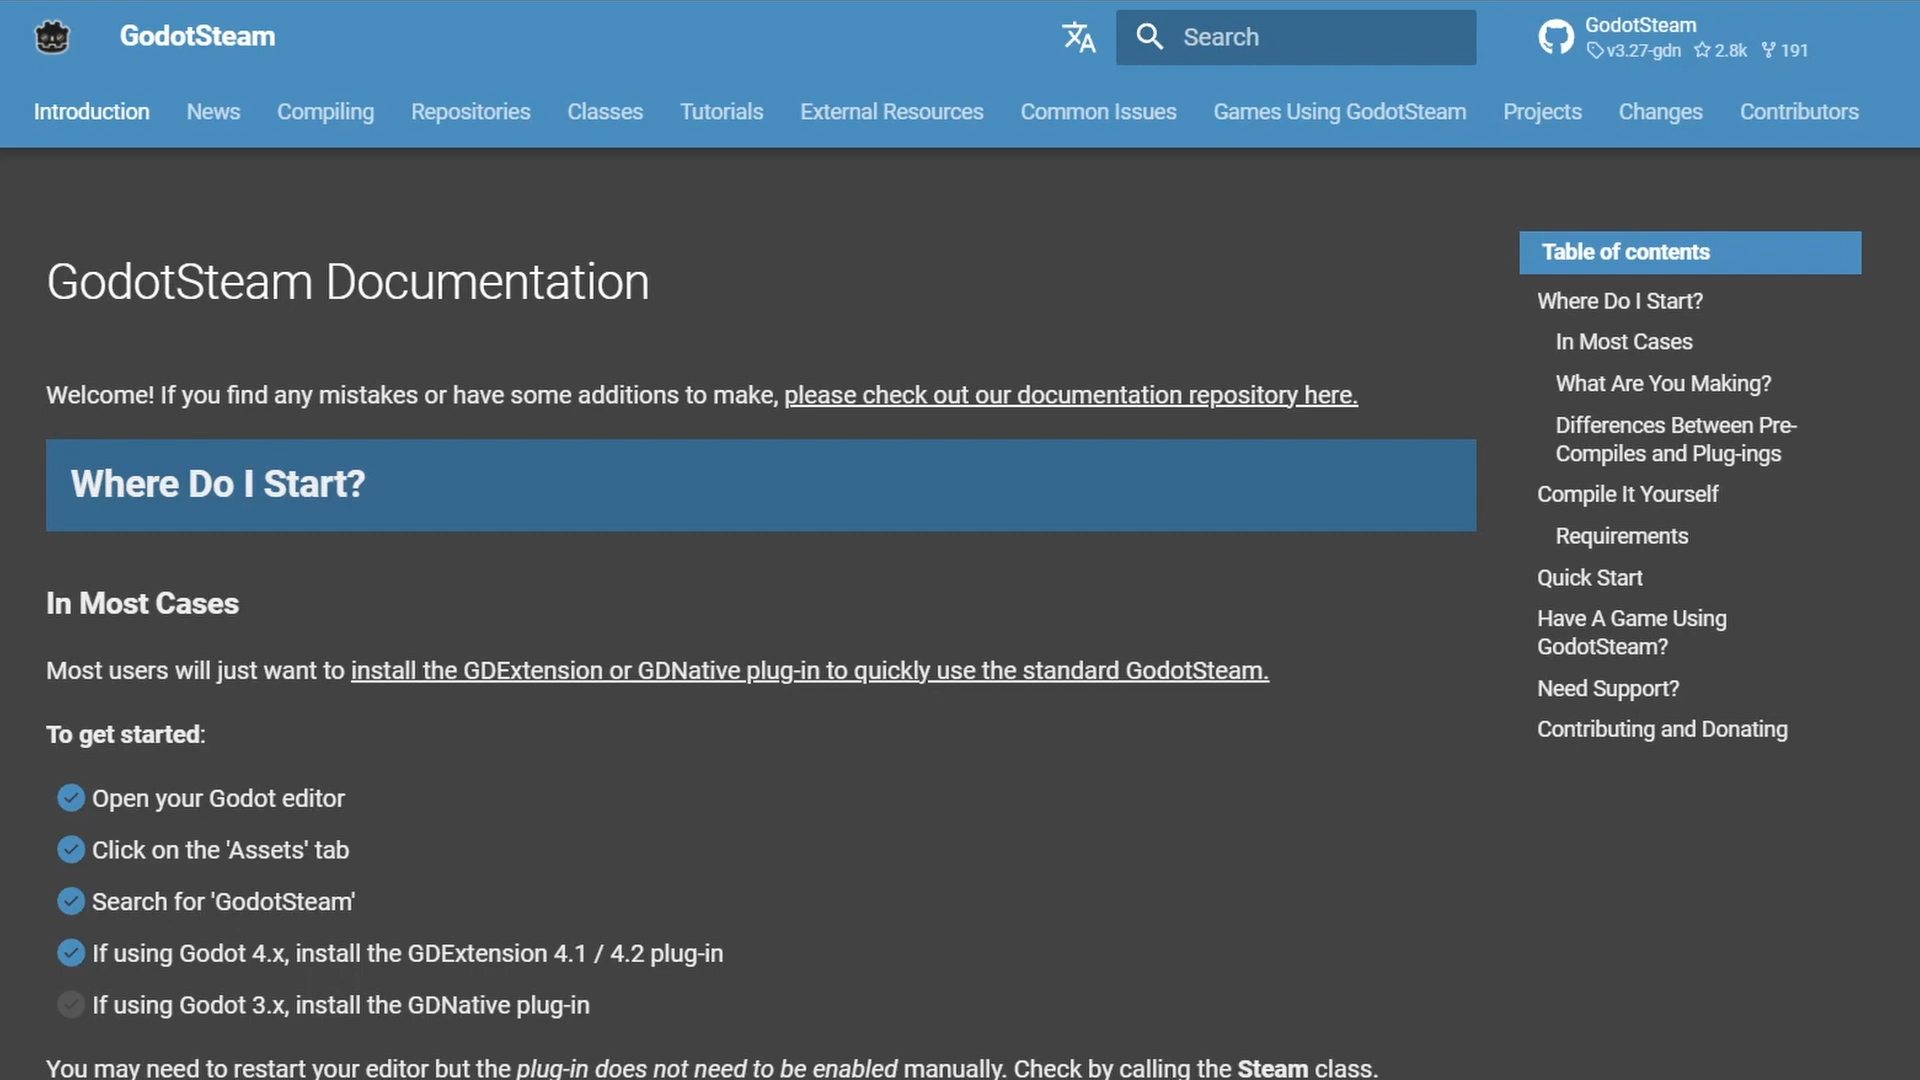 GodotSteam
Search
GodotSteam
v3.27-gdn 2.8k 191
Introduction News Compiling Repositories Classes Tutorials External Resources Common Issues Games Using GodotSteam Projects Changes Contributors
GodotSteam Documentation
Welcome! If you find any mistakes or have some additions to make, please check out our documentation repository here.
Where Do I Start?
In Most Cases
Most users will just want to install the GDExtension or GDNative plug-in to quickly use the standard GodotSteam.
To get started:
Open your Godot editor
Click on the 'Assets' tab
Search for 'GodotSteam'
If using Godot 4.x, install the GDExtension 4.1 / 4.2 plug-in
If using Godot 3.x, install the GDNative plug-in
You may need to restart your editor but the plug-in does not need to be enabled manually. Check by calling the Steam class.
Table of contents
Where Do I Start?
In Most Cases
What Are You Making?
Differences Between Pre-
Compiles and Plug-ings
Compile It Yourself
Requirements
Quick Start
Have A Game Using
GodotSteam?
Need Support?
Contributing and Donating